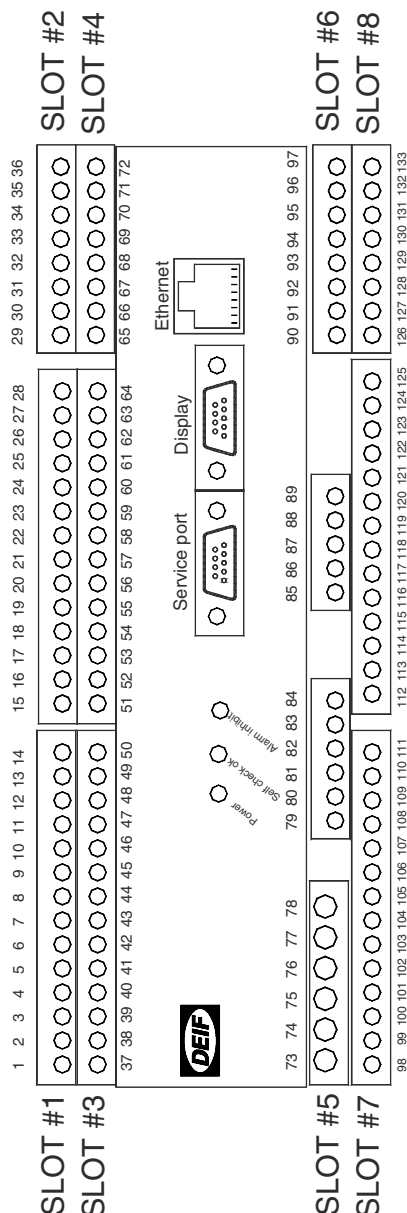 SLOT #2
SLOT #4
SLOT #6
SLOT #8
1 2 3 4 5 6 7 8 9 10 11 12 13 14 15 16 17 18 19 20 21 22 23 24 25 26 27 28 29 30 31 32 33 34 35 36
37 38 39 40 41 42 43 44 45 46 47 48 49 50 51 52 53 54 55 56 57 58 59 60 61 62 63 64 65 66 67 68 69 70 71 72
Ethernet
Display
Service port
Alarm inhibit
Self check ok
Power
DEIF
73 74 75 76 77 78 79 80 81 82 83 84 85 86 87 88 89 90 91 92 93 94 95 96 97
98 99 100 101 102 103 104 105 106 107 108 109 110 111 112 113 114 115 116 117 118 119 120 121 122 123 124 125 126 127 128 129 130 131 132 133
SLOT #1
SLOT #3
SLOT #5
SLOT #7